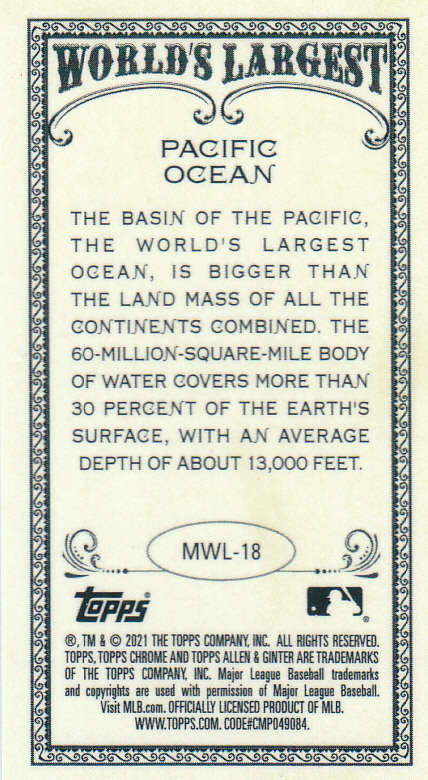 WORLD'S LARGEST
PACIFIC
OCEAN
THE BASIN OF THE PACIFIC,
THE WORLD'S LARGEST
OCEAN, IS BIGGER THAN
THE LAND MASS OF ALL THE
CONTINENTS COMBINED. THE
60-MILLION-SQUARE-MILE BODY
OF WATER COVERS MORE THAN
30 PERCENT OF THE EARTH'S
SURFACE, WITH AN AVERAGE
DEPTH OF ABOUT 13,000 FEET.
MWL-18
TOPPS® ®
®, TM & © 2021 THE TOPPS COMPANY, INC. ALL RIGHTS RESERVED.
TOPPS, TOPPS CHROME AND TOPPS ALLEN & GINTER ARE TRADEMARKS
OF THE TOPPS COMPANY, INC. Major League Baseball trademarks
and copyrights are used with permission of Major League Baseball.
Visit MLB.com. OFFICIALLY LICENSED PRODUCT OF MLB.
WWW.TOPPS.COM. CODE#CMP049084.